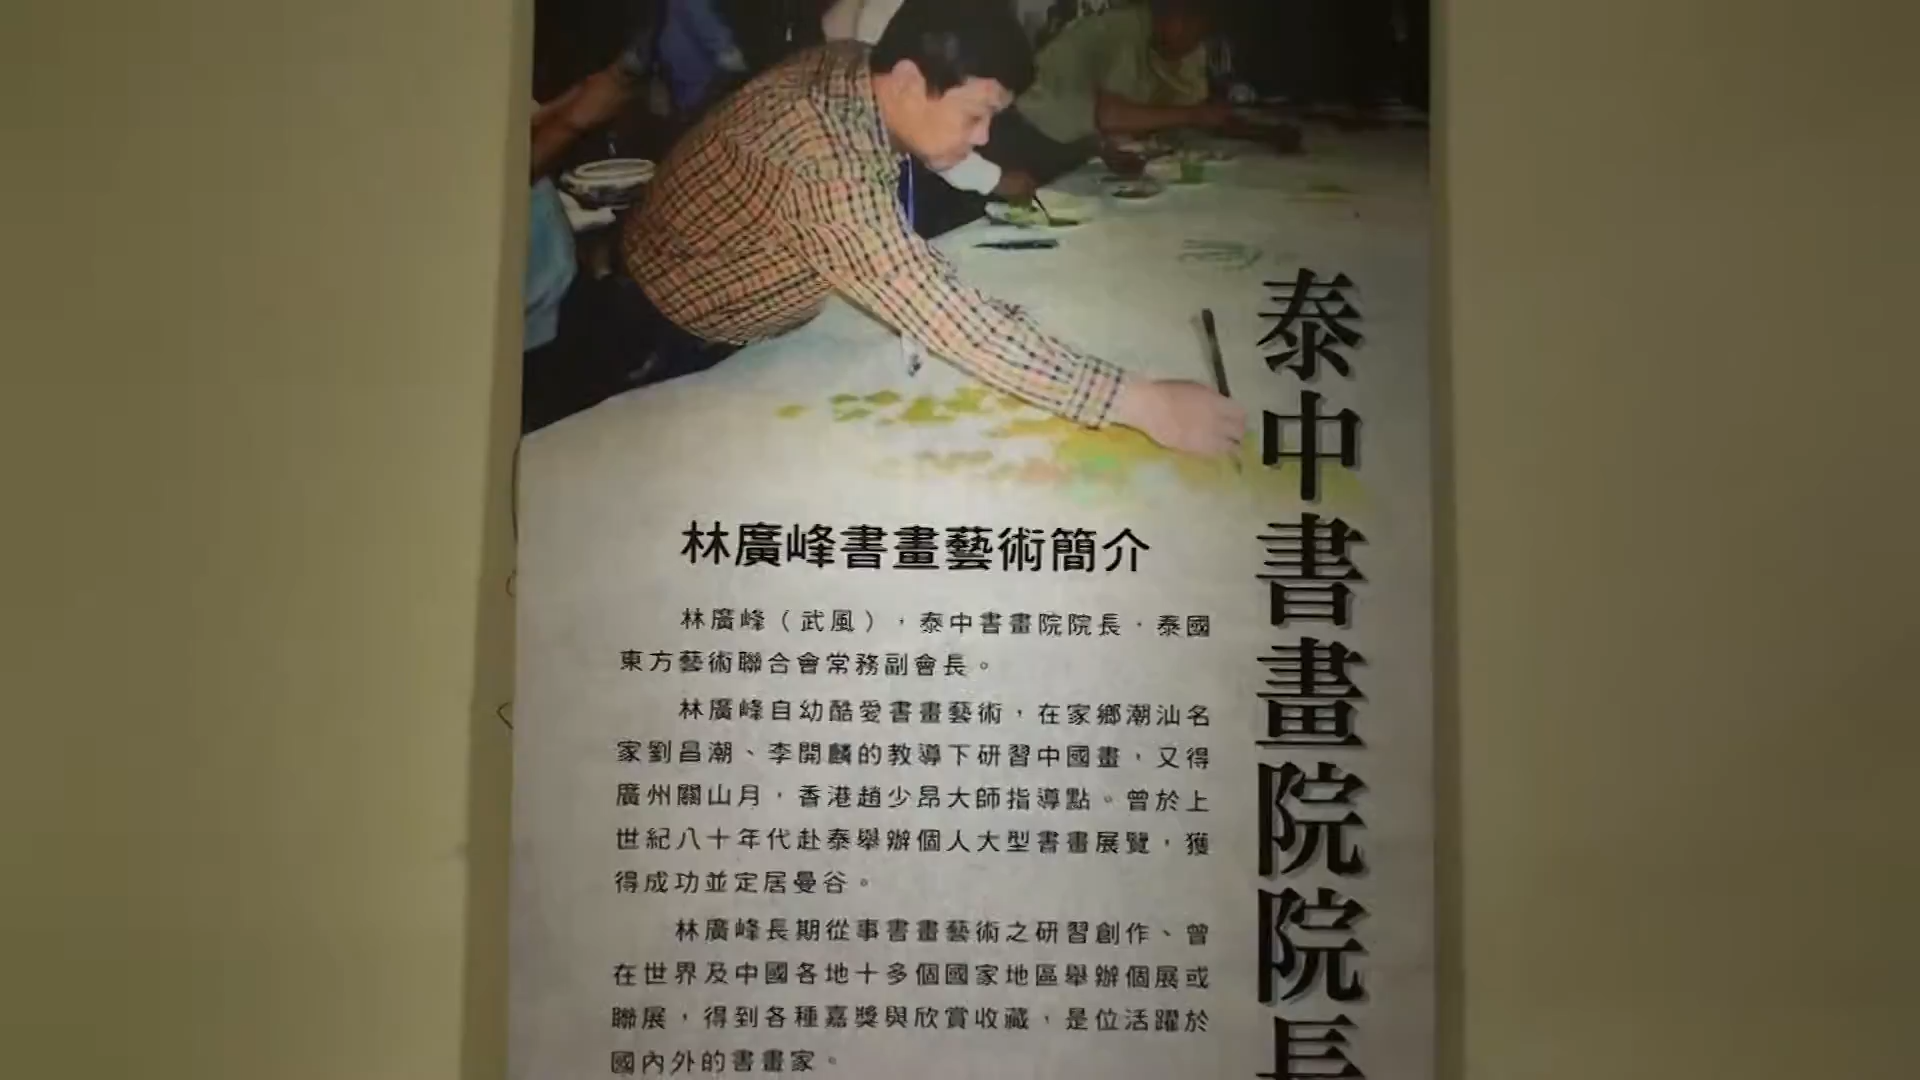 泰中書畫院院長
林廣峰書畫藝術簡介
林廣峰（武風），泰中書畫院院長，泰國
東方藝術聯合會常務副會長。
林廣峰自幼酷愛書畫藝術，在家鄉潮汕名
家劉昌潮、李開麟的教導下研習中國畫，又得
廣州關山月，香港趙少昂大師指導點。曾於上
世紀八十年代赴泰舉辦個人大型書畫展覽，獲
得成功並定居曼谷。
林廣峰長期從事書畫藝術之研習創作、曾
在世界及中國各地十多個國家地區舉辦個展或
聯展，得到各種嘉獎與欣賞收藏，是位活躍於
國內外的書畫家。